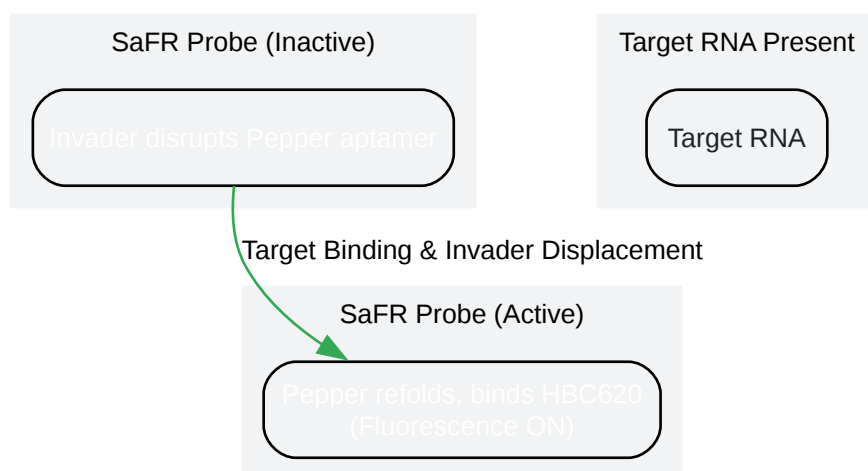 SaFR Probe (Inactive)
Target RNA Present
Invader disrupts Pepper aptamer
Target RNA
Target Binding & Invader Displacement
SaFR Probe (Active)
Pepper refolds, binds HBC620
(Fluorescence ON)